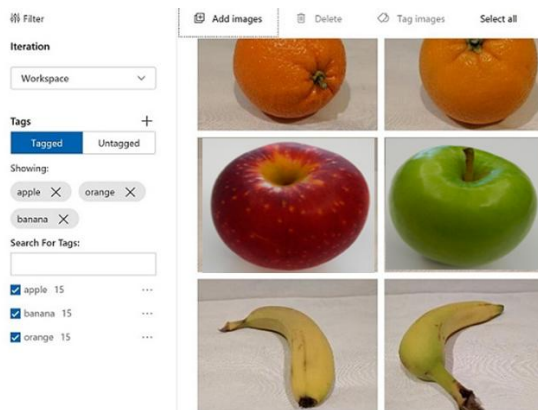 Filter
Add images
Delete
Tag images
Select all
Iteration
Workspace
Tags
Tagged
Untagged
Showing:
apple
orange
banana
Search For Tags:
apple 15
banana 15
orange 15